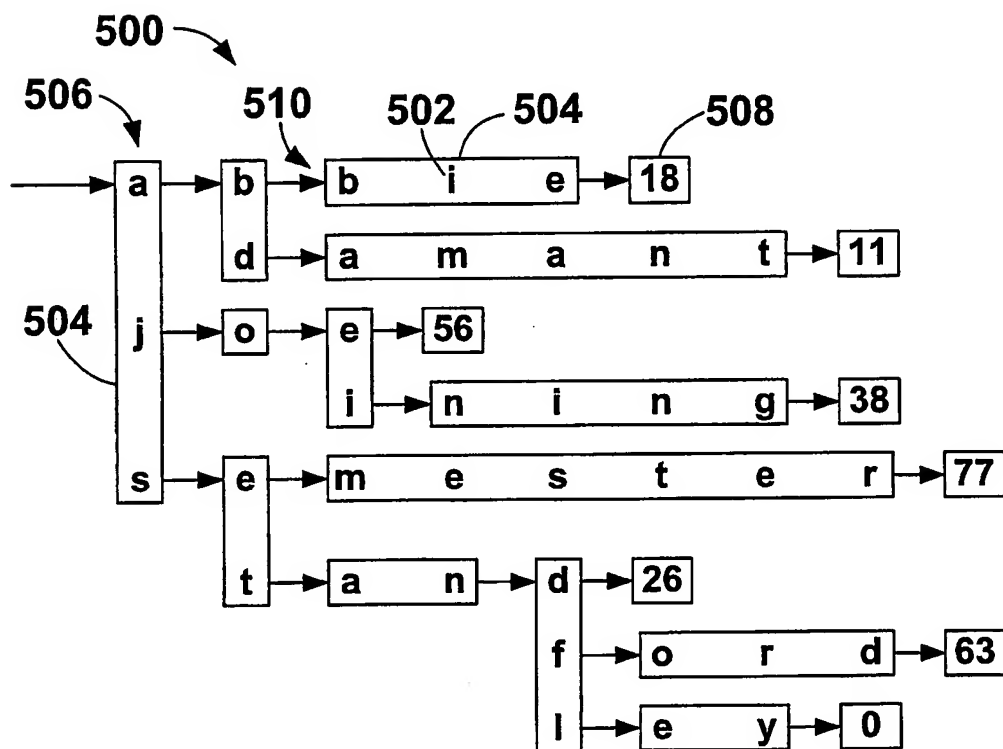 500
506 510 502 504 508
a b b i e 18
d a m a n t 11
504 j o e 56
i n i n g 38
s e m e s t e r 77
t a n d 26
f o r d 63
l e y 0